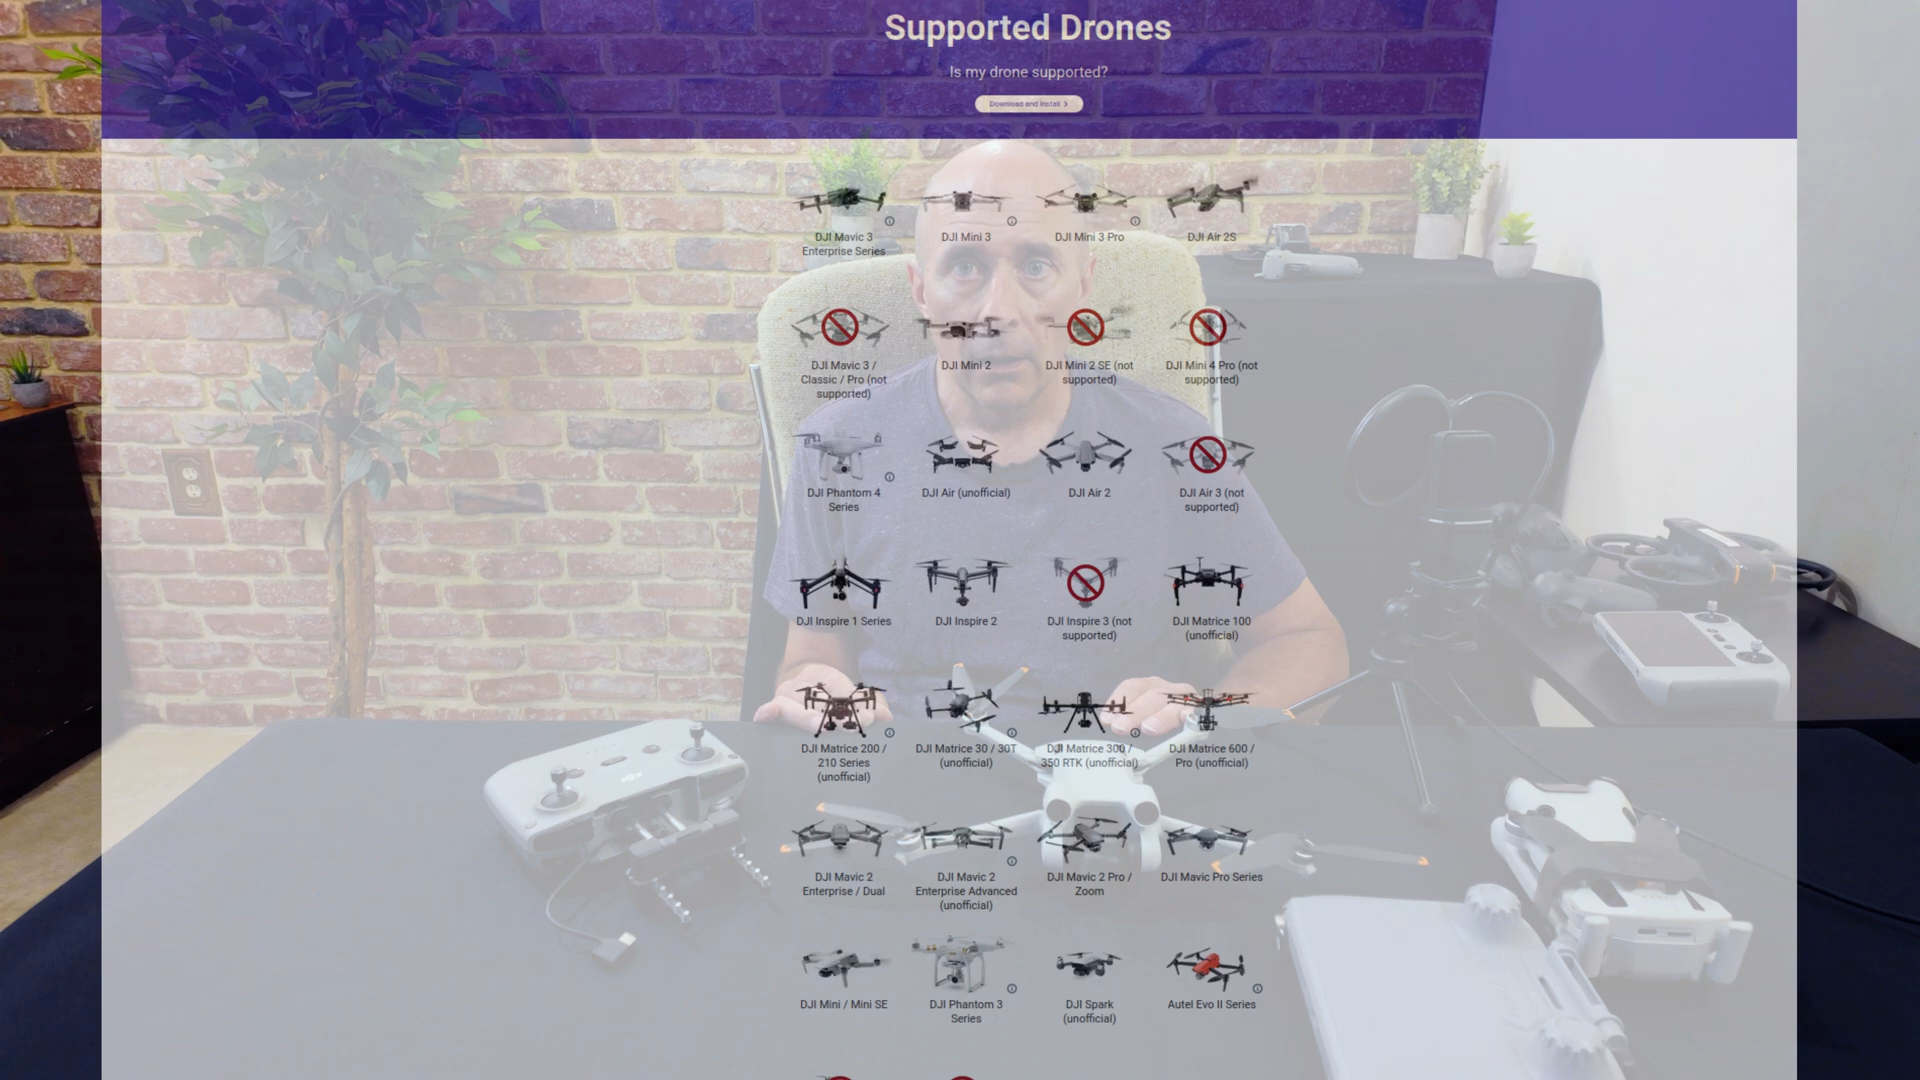 Supported Drones
Is my drone supported?
Download and Install
DJI Mavic 3
Enterprise Series
DJI Mini 3
DJI Mini 3 Pro
DJI Air 2S
DJI Mavic 3 /
Classic / Pro (not
supported)
DJI Mini 2
DJI Mini 2 SE (not
supported)
DJI Mini 4 Pro (not
supported)
DJI Phantom 4
Series
DJI Air (unofficial)
DJI Air 2
DJI Air 3 (not
supported)
DJI Inspire 1 Series
DJI Inspire 2
DJI Inspire 3 (not
supported)
DJI Matrice 100
(unofficial)
DJI Matrice 200 /
210 Series
(unofficial)
DJI Matrice 30 / 30T
(unofficial)
DJI Matrice 300 /
350 RTK (unofficial)
DJI Matrice 600 /
Pro (unofficial)
DJI Mavic 2
Enterprise / Dual
DJI Mavic 2
Enterprise Advanced
(unofficial)
DJI Mavic 2 Pro /
Zoom
DJI Mavic Pro Series
DJI Mini / Mini SE
DJI Phantom 3
Series
DJI Spark
(unofficial)
Autel Evo II Series